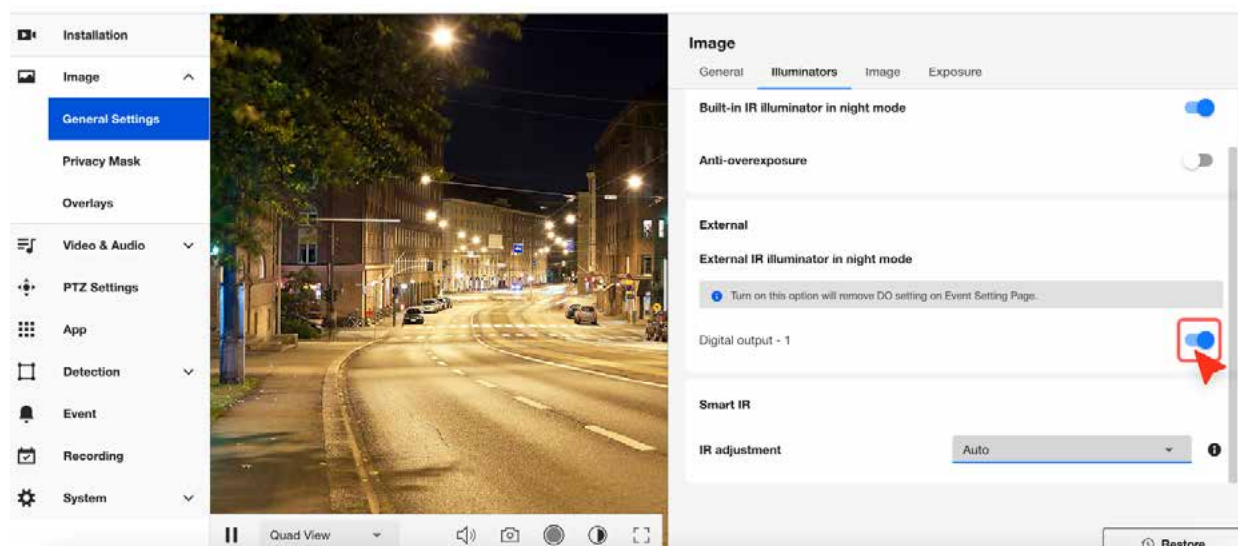 Installation
Image
General Settings
Privacy Mask
Overlays
Video & Audio
PTZ Settings
App
Detection
Event
Recording
System
Quad View
Image
General Illuminators Image Exposure
Built-in IR illuminator in night mode
Anti-overexposure
External
External IR illuminator in night mode
Turn on this option will remove DO setting on Event Setting Page.
Digital output - 1
Smart IR
IR adjustment Auto
Restore